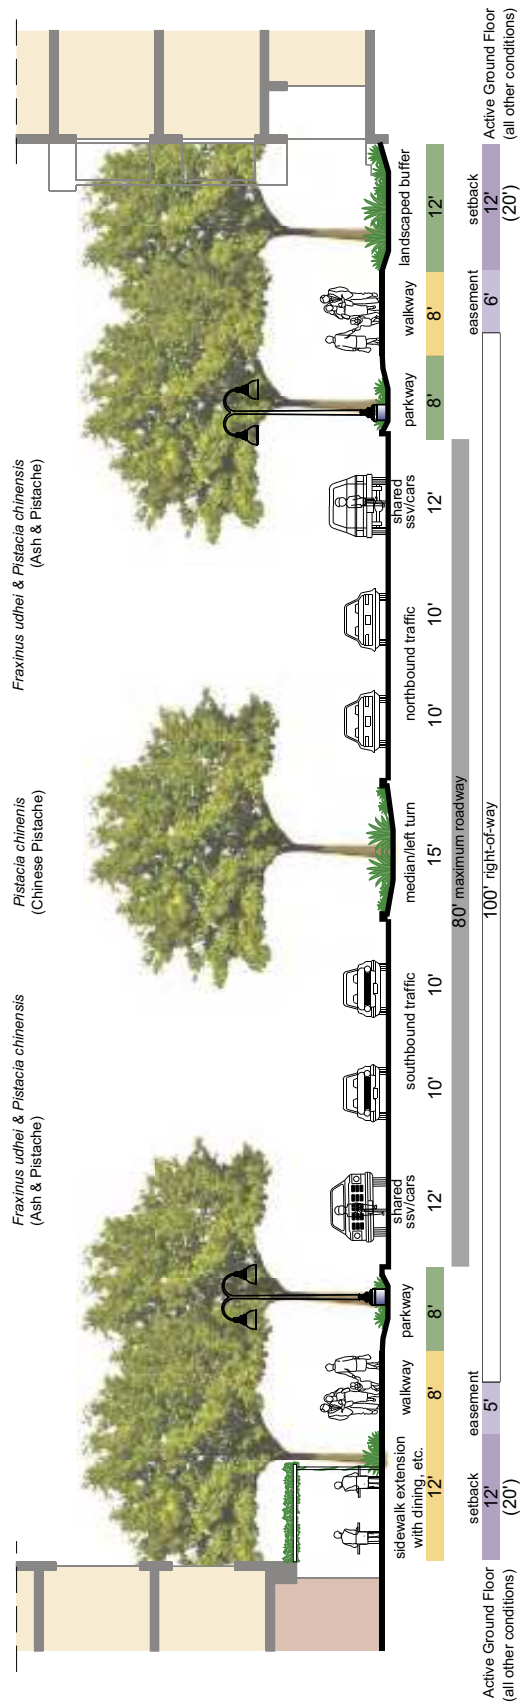 Fraxinus udhei & Pistacia chinensis
(Ash & Pistache)
Pistacia chinenis
(Chinese Pistache)
Fraxinus udhei & Pistacia chinensis
(Ash & Pistache)
sidewalk extension
with dining, etc.
walkway
parkway
shared
ssv/cars
southbound traffic
median/left turn
northbound traffic
shared
ssv/cars
parkway
walkway
landscaped buffer
12'
8'
8'
12'
10'
10'
15'
10'
10'
12'
8'
8'
12'
80' maximum roadway
setback
easement
easement
setback
Active Ground Floor
(all other conditions)
12'
(20')
5'
100' right-of-way
6'
12'
(20')
Active Ground Floor
(all other conditions)